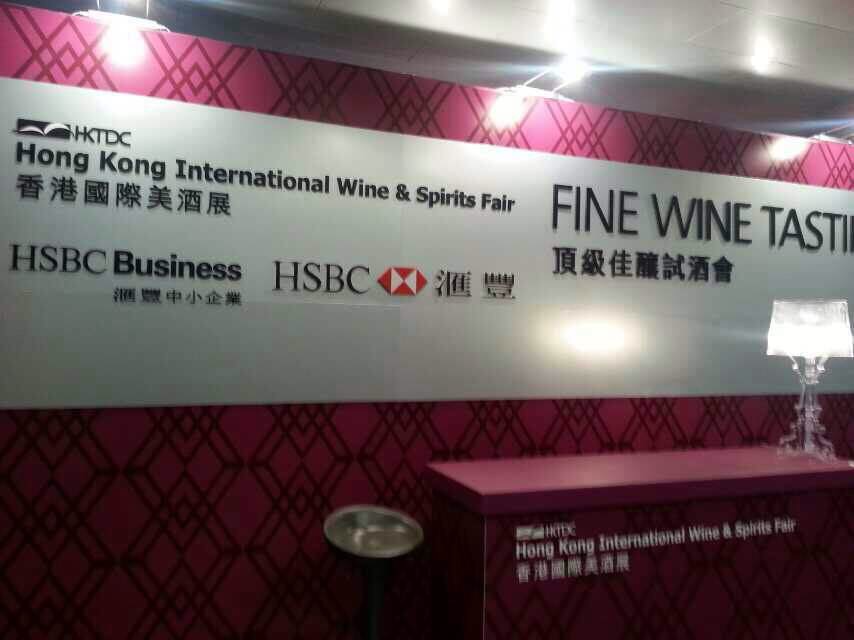 HKTDC
Hong Kong International Wine & Spirits Fair
香港國際美酒展
HSBC Business
滙豐中小企業
HSBC 滙豐
FINE WINE TASTI
頂級佳釀試酒會
HKTDC
Hong Kong International Wine & Spirits Fair
香港國際美酒展